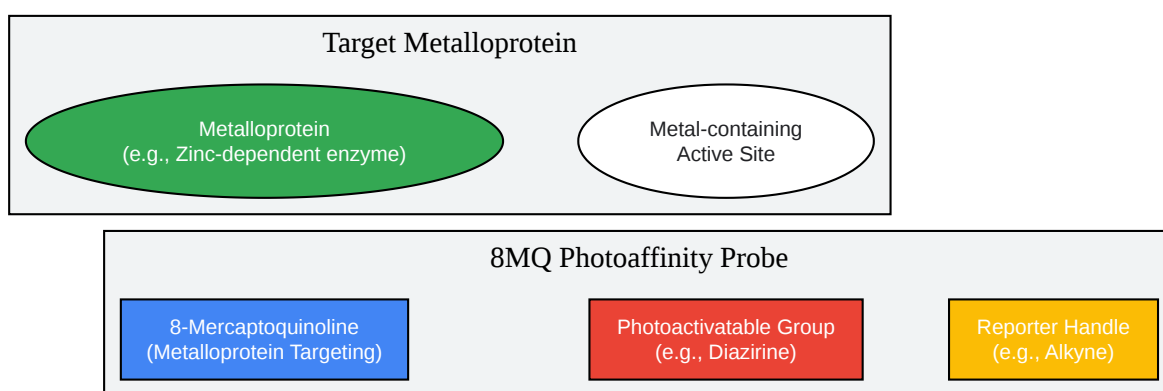 Target Metalloprotein
Metalloprotein
(e.g., Zinc-dependent enzyme)
Metal-containing
Active Site
8MQ Photoaffinity Probe
8-Mercaptoquinoline
(Metalloprotein Targeting)
Photoactivatable Group
(e.g., Diazirine)
Reporter Handle
(e.g., Alkyne)